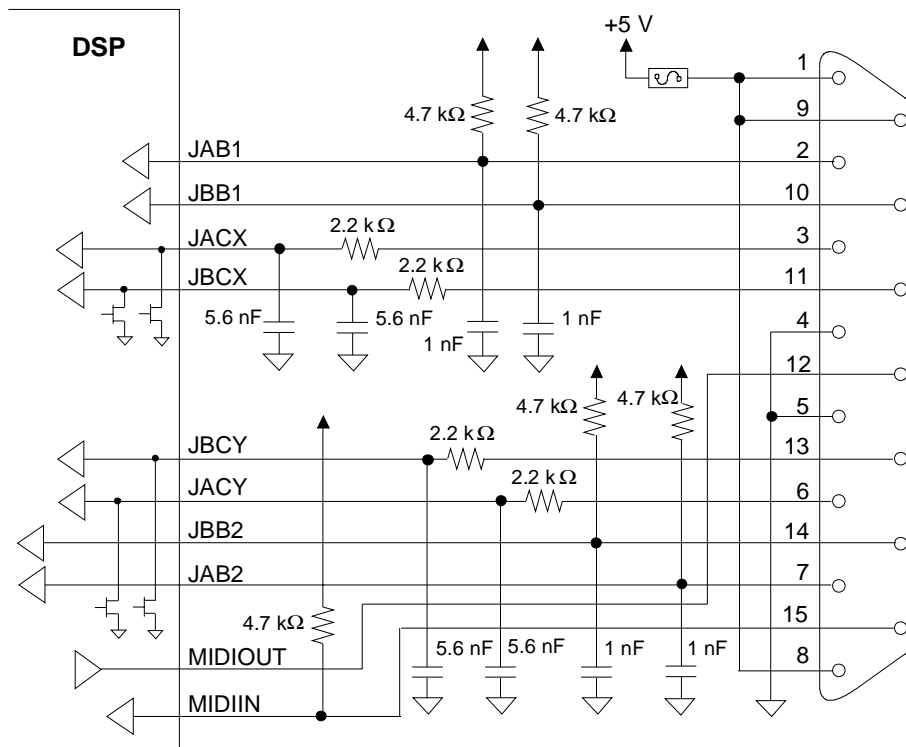 DSP
+5 V
1
4.7 kΩ
4.7 kΩ
9
JAB1
2
JBB1
10
JACX
2.2 kΩ
3
JBCX
2.2 kΩ
11
5.6 nF
5.6 nF
1 nF
1 nF
4
12
4.7 kΩ
4.7 kΩ
5
JBCY
2.2 kΩ
13
JACY
2.2 kΩ
6
JBB2
14
JAB2
7
4.7 kΩ
15
MIDIOUT
5.6 nF
5.6 nF
1 nF
1 nF
8
MIDIIN